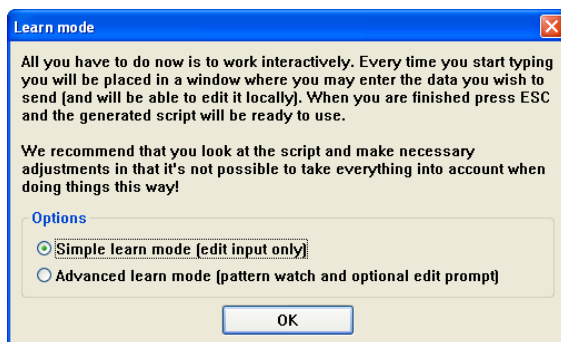 Learn mode
All you have to do now is to work interactively. Every time you start typing
you will be placed in a window where you may enter the data you wish to
send (and will be able to edit it locally). When you are finished press ESC
and the generated script will be ready to use.
We recommend that you look at the script and make necessary
adjustments in that it's not possible to take everything into account when
doing things this way!
Options
Simple learn mode (edit input only)
Advanced learn mode (pattern watch and optional edit prompt)
OK